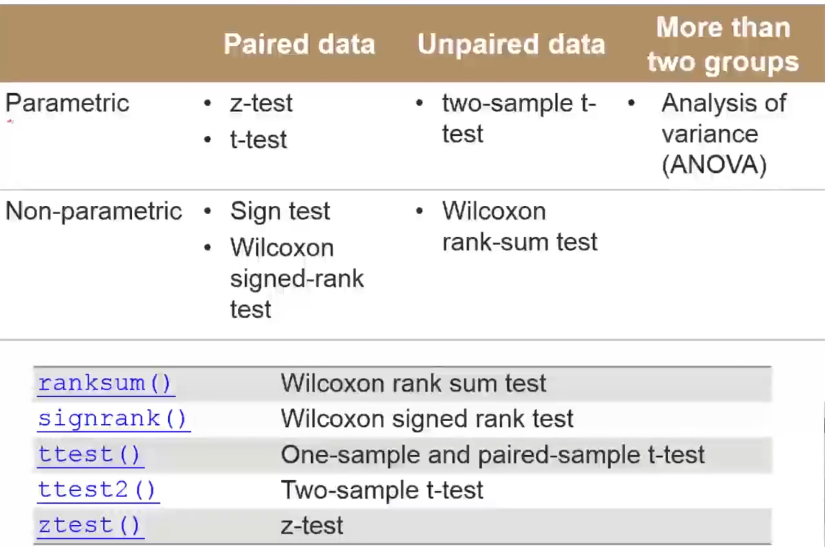 Paired data Unpaired data More than two groups
Parametric • z-test • two-sample t- • Analysis of
• t-test test variance
(ANOVA)
Non-parametric • Sign test • Wilcoxon
• Wilcoxon rank-sum test
signed-rank
test
ranksum() Wilcoxon rank sum test
signrank() Wilcoxon signed rank test
ttest() One-sample and paired-sample t-test
ttest2() Two-sample t-test
ztest() z-test